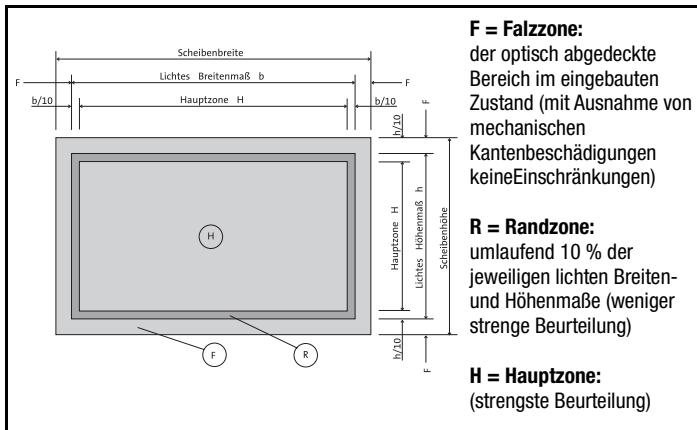 Scheibenbreite
F Lichtes Breitenmaß b F
b/10 Hauptzone H b/10
F
h/10
Hauptzone H
Lichtes Höhenmaß h
Scheibenhöhe
H
F
R
h/10
F
F = Falzzone:
der optisch abgedeckte
Bereich im eingebauten
Zustand (mit Ausnahme von
mechanischen
Kantenbeschädigungen
keineEinschränkungen)
R = Randzone:
umlaufend 10 % der
jeweiligen lichten Breiten-
und Höhenmaße (weniger
strenge Beurteilung)
H = Hauptzone:
(strengste Beurteilung)